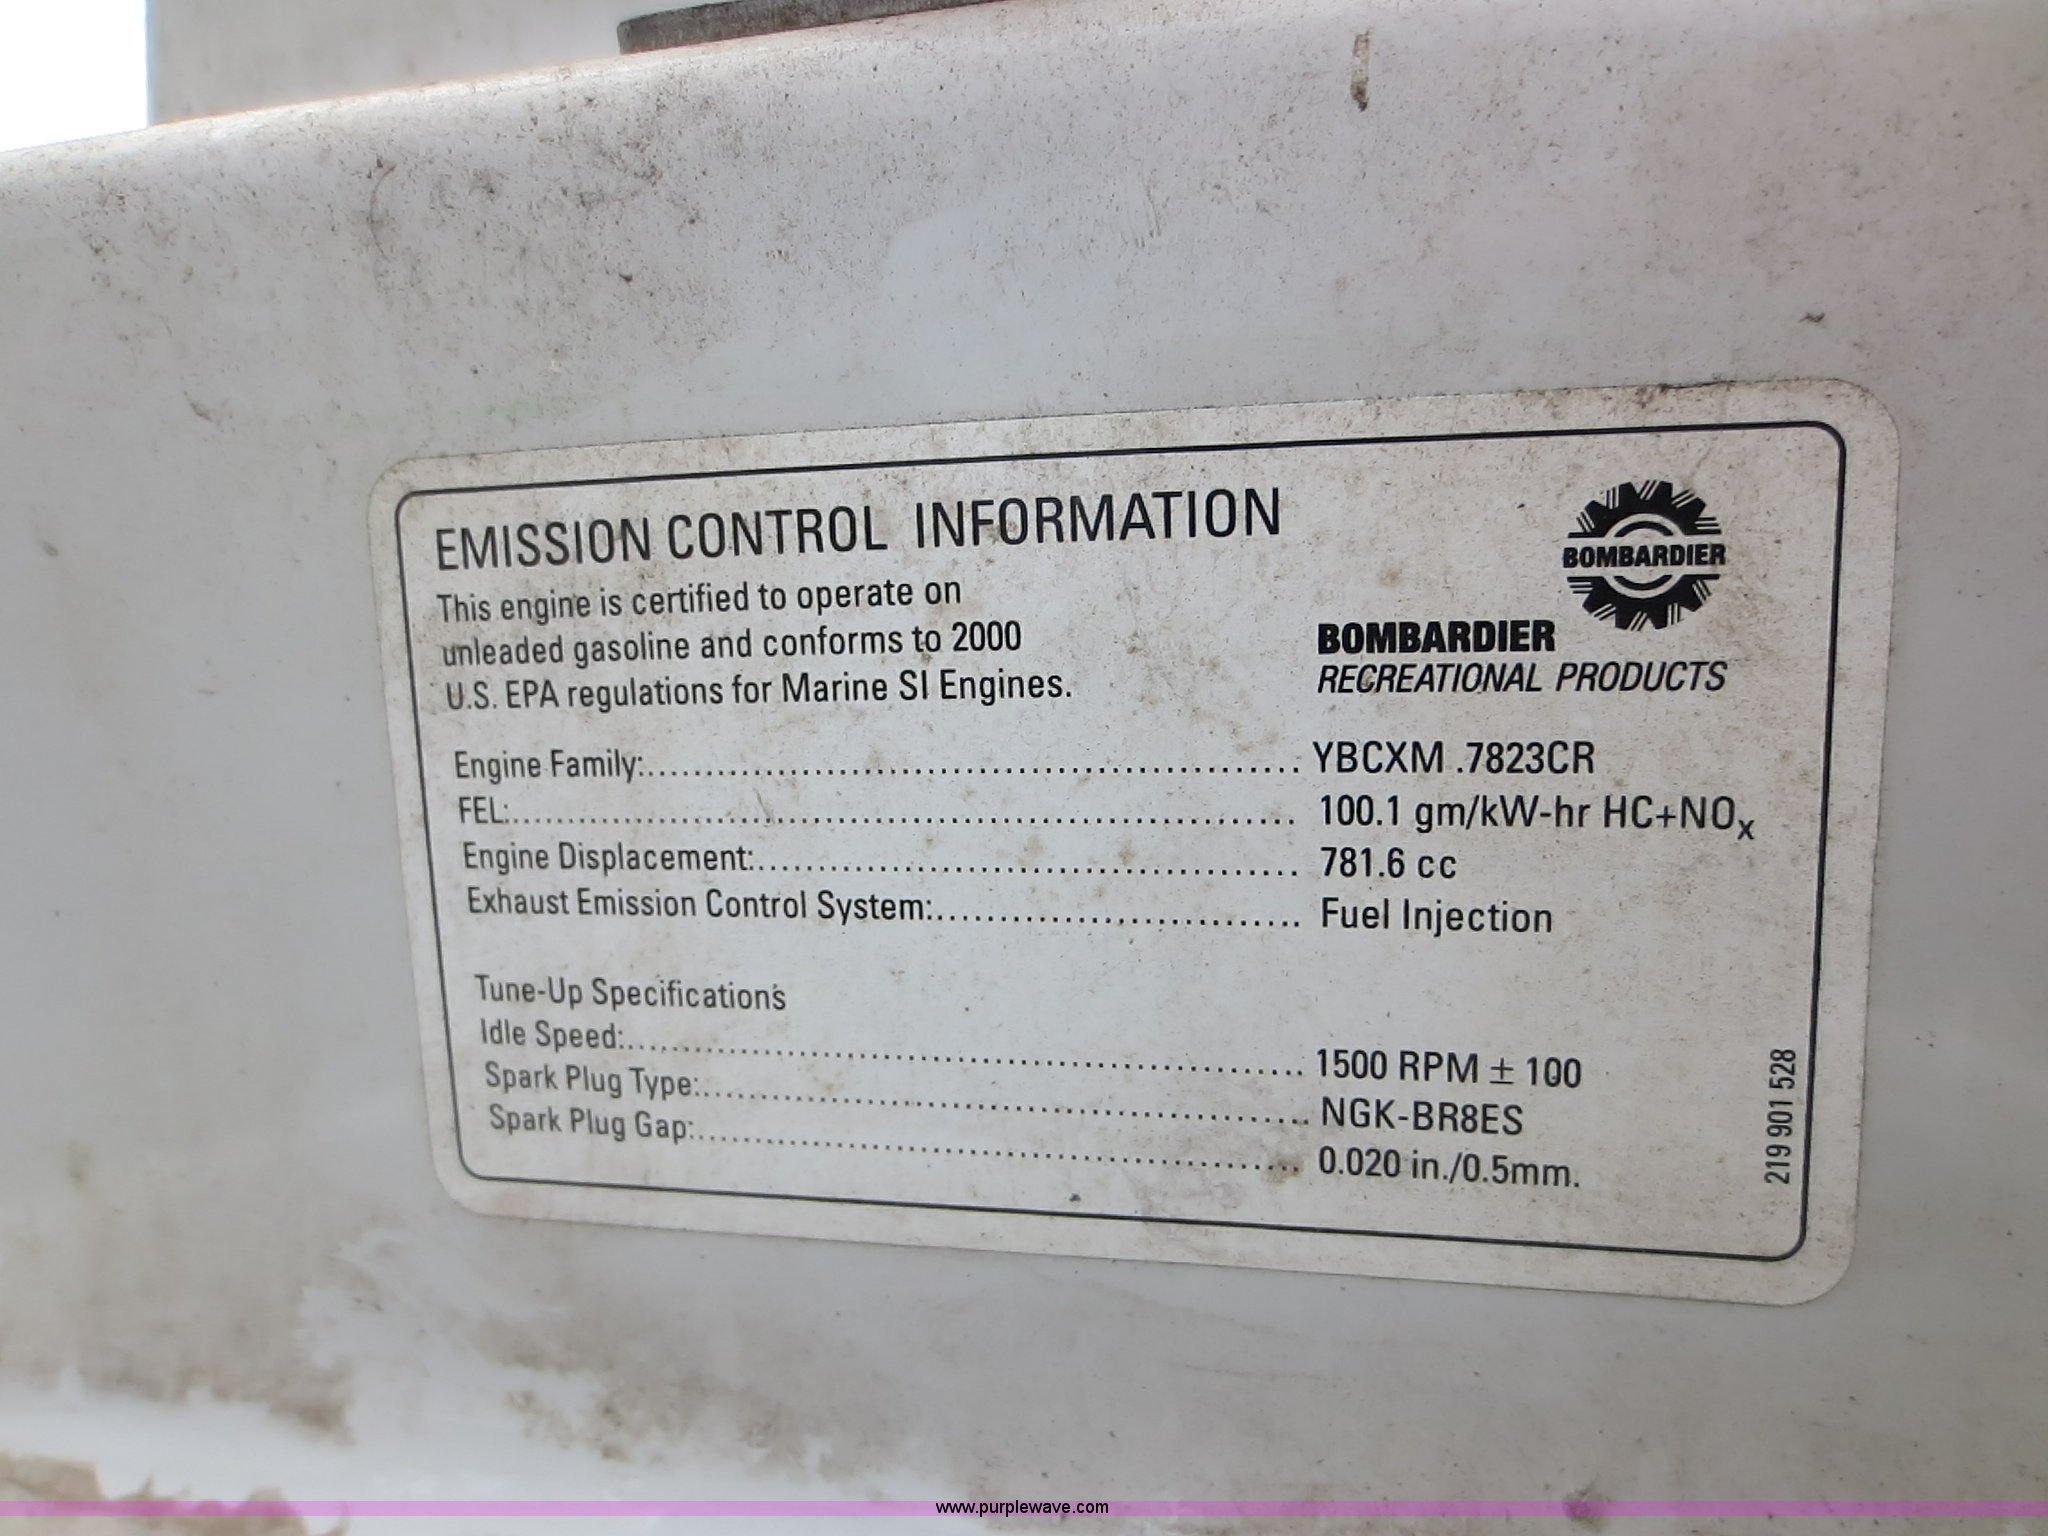 EMISSION CONTROL INFORMATION
This engine is certified to operate on
unleaded gasoline and conforms to 2000
U.S. EPA regulations for Marine SI Engines.
BOMBARDIER
BOMBARDIER
RECREATIONAL PRODUCTS
Engine Family:............ YBCXM .7823CR
FEL:............ 100.1 gm/kW-hr HC+NOx
Engine Displacement:............ 781.6 cc
Exhaust Emission Control System:............ Fuel Injection
Tune-Up Specifications
Idle Speed:............ 1500 RPM ± 100
Spark Plug Type:............ NGK-BR8ES
Spark Plug Gap:............ 0.020 in./0.5mm.
219 901 528
www.purplewave.com